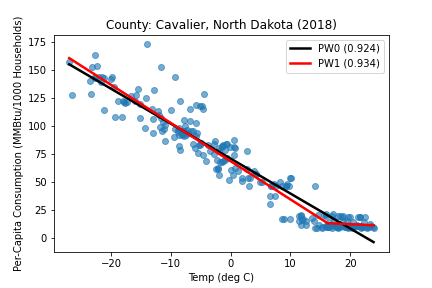 County: Cavalier, North Dakota (2018)
PW0 (0.924)
PW1 (0.934)
Per-Capita Consumption (MMBtu/1000 Households)
175
150
125
100
75
50
25
0
−20
−10
0
10
20
Temp (deg C)